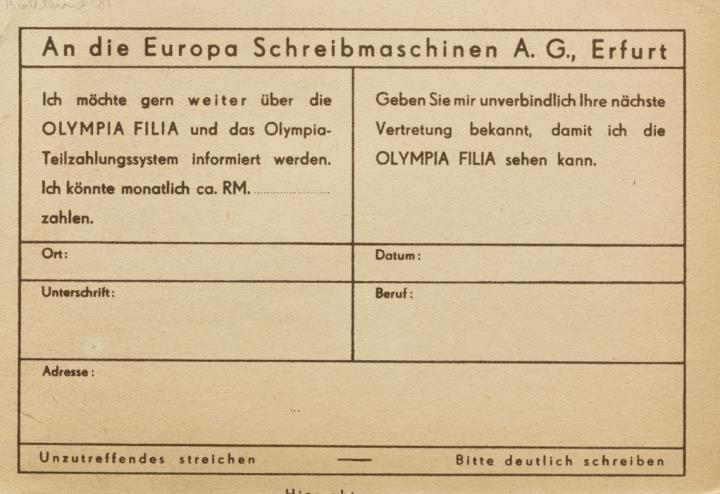 An die Europa Schreibmaschinen A. G., Erfurt
Ich möchte gern weiter über die
OLYMPIA FILIA und das Olympia-
Teilzahlungssystem informiert werden.
Ich könnte monatlich ca. RM. ....................
zahlen.
Geben Sie mir unverbindlich Ihre nächste
Vertretung bekannt, damit ich die
OLYMPIA FILIA sehen kann.
Ort:
Datum:
Unterschrift:
Beruf:
Adresse:
Unzutreffendes streichen — Bitte deutlich schreiben